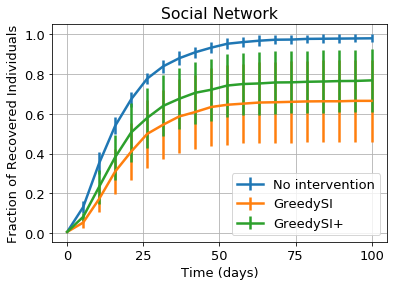 Social Network
Fraction of Recovered Individuals
1.0
0.8
0.6
0.4
0.2
0.0
No intervention
GreedySI
GreedySI+
0 25 50 75 100
Time (days)